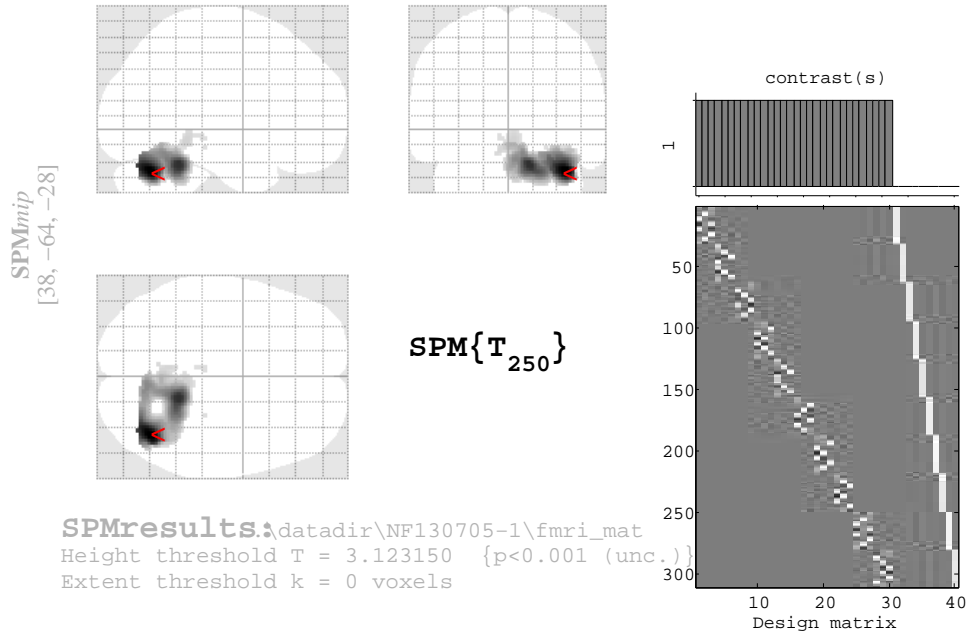 SPMmip
[38, −64, −28]
<
<
<
SPM{T250}
SPMresults: .\datadir\NF130705−1\fmri_mat
Height threshold T = 3.123150 {p<0.001 (unc.)}
Extent threshold k = 0 voxels
contrast(s)
1
50
100
150
200
250
300
10 20 30 40
Design matrix